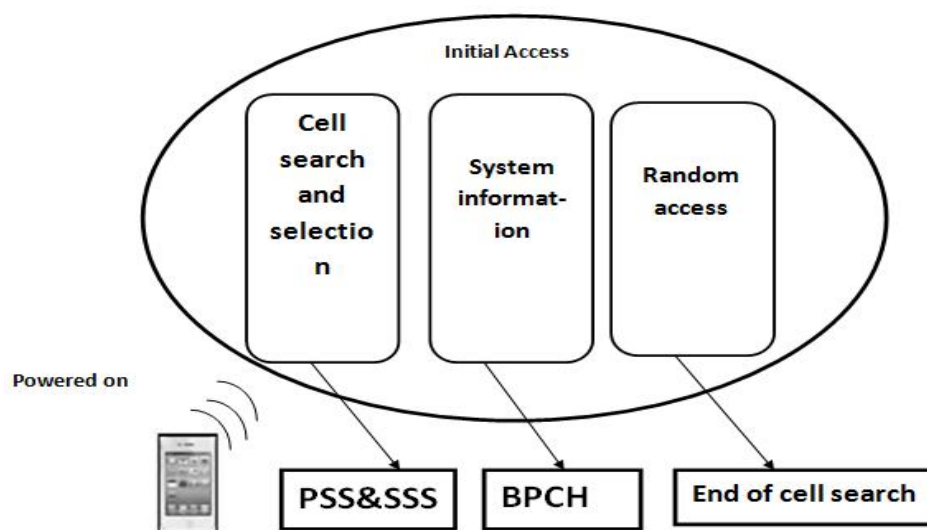 Initial Access
Cell
search
and
selectio
n
System
informat-
ion
Random
access
Powered on
PSS&SSS
BPCH
End of cell search